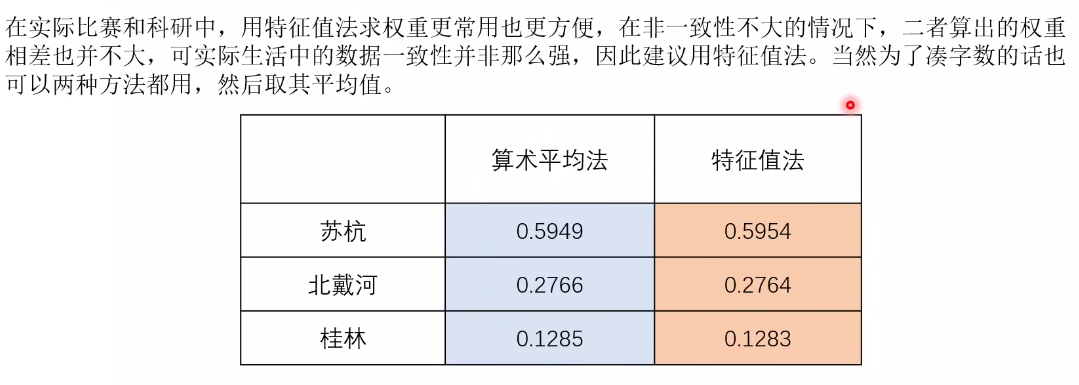 在实际比赛和科研中，用特征值法求权重更常用也更方便，在非一致性不大的情况下，二者算出的权重
相差也并不大，可实际生活中的数据一致性并非那么强，因此建议用特征值法。当然为了凑字数的话也
可以两种方法都用，然后取其平均值。
算术平均法 特征值法
苏杭 0.5949 0.5954
北戴河 0.2766 0.2764
桂林 0.1285 0.1283